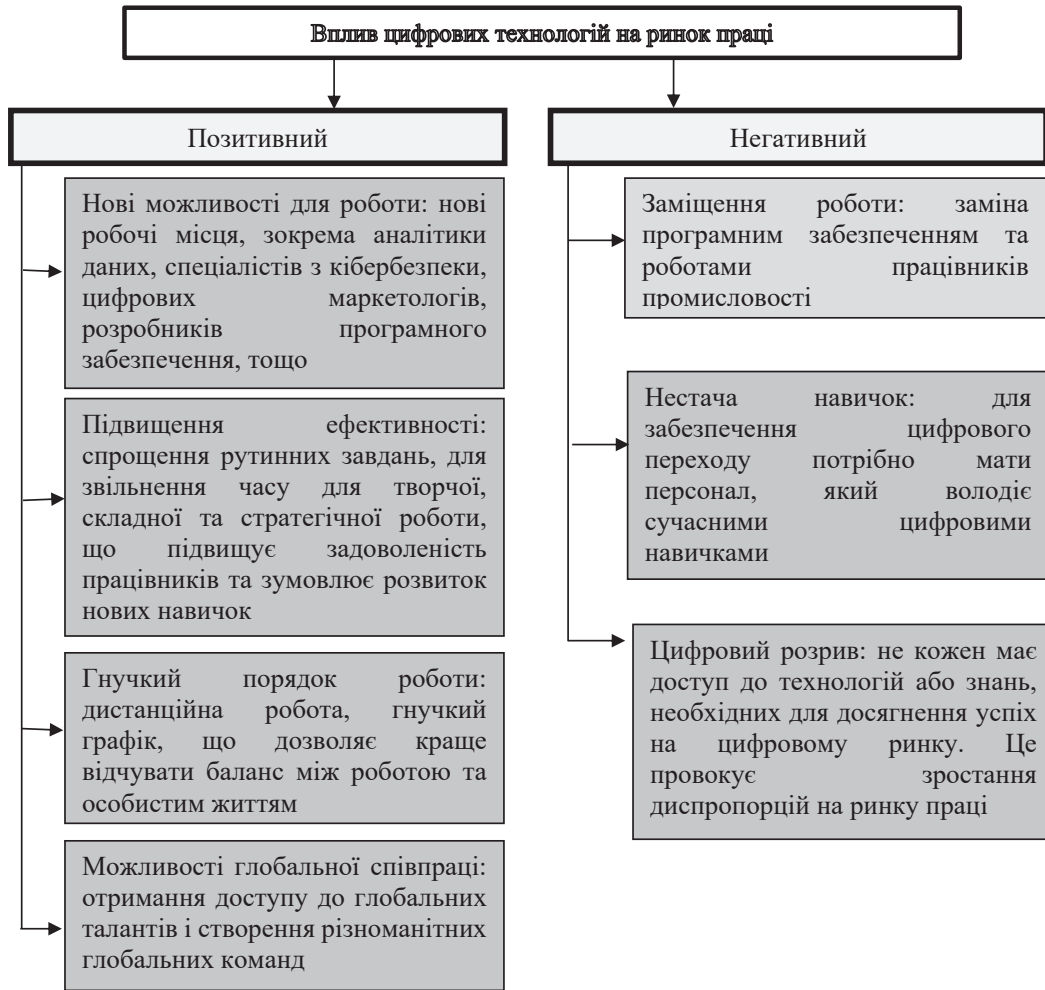 Вплив цифрових технологій на ринок праці
Позитивний
Нові можливості для роботи: нові
робочі місця, зокрема аналітики
даних, спеціалістів з кібербезпеки,
цифрових маркетологів,
розробників програмного
забезпечення, тощо
Підвищення ефективності:
спрощення рутинних завдань, для
звільнення часу для творчої,
складної та стратегічної роботи,
що підвищує задоволеність
працівників та зумовлює розвиток
нових навичок
Гнучкий порядок роботи:
дистанційна робота, гнучкий
графік, що дозволяє краще
відчувати баланс між роботою та
особистим життям
Можливості глобальної співпраці:
отримання доступу до глобальних
талантів і створення різноманітних
глобальних команд
Негативний
Заміщення роботи: заміна
програмним забезпеченням та
роботами працівників
промисловості
Нестача навичок: для
забезпечення цифрового
переходу потрібно мати
персонал, який володіє
сучасними цифровими
навичками
Цифровий розрив: не кожен має
доступ до технологій або знань,
необхідних для досягнення успіх
на цифровому ринку. Це
провокує зростання
диспропорцій на ринку праці